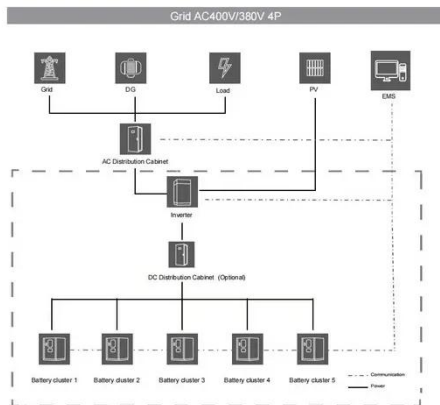 Grid AC400V/380V 4P
Grid DG Load PV EMS
AC Distribution Cabinet
Inverter
DC Distribution Cabinet (Optional)
Battery cluster 1 Battery cluster 2 Battery cluster 3 Battery cluster 4 Battery cluster 5
Communication
Power